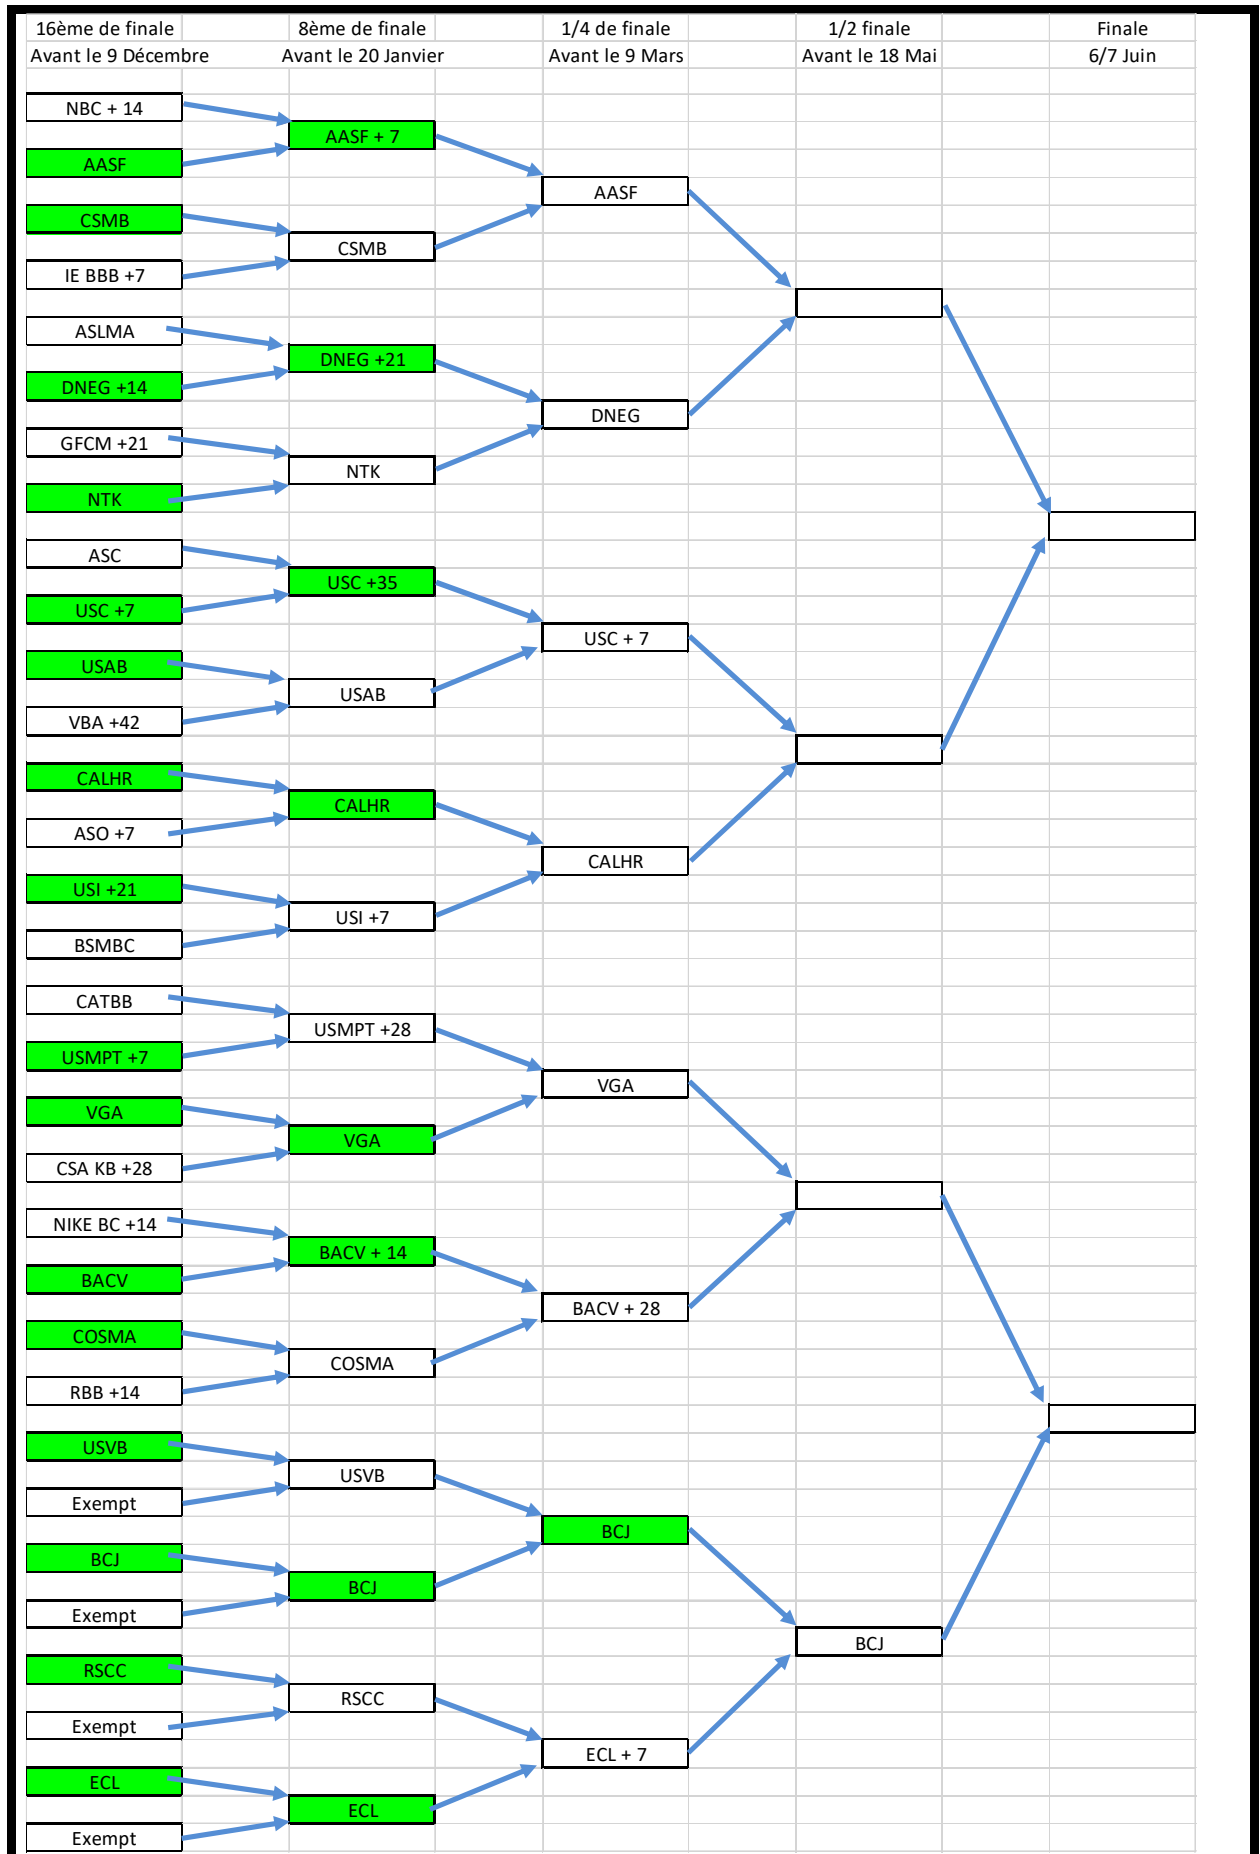 16ème de finale 8ème de finale 1/4 de finale 1/2 finale Finale
Avant le 9 Décembre Avant le 20 Janvier Avant le 9 Mars Avant le 18 Mai 6/7 Juin
NBC + 14
AASF + 7
AASF
AASF
CSMB
CSMB
IE BBB +7
ASLMA
DNEG +21
DNEG +14
DNEG
GFCM +21
NTK
NTK
ASC
USC +35
USC +7
USC + 7
USAB
USAB
VBA +42
CALHR
CALHR
ASO +7
CALHR
USI +21
USI +7
BSMBC
CATBB
USMPT +28
USMPT +7
VGA
VGA
VGA
CSA KB +28
NIKE BC +14
BACV + 14
BACV
BACV + 28
COSMA
COSMA
RBB +14
USVB
USVB
Exempt
BCJ
BCJ
BCJ
Exempt
BCJ
RSCC
RSCC
Exempt
ECL + 7
ECL
ECL
Exempt